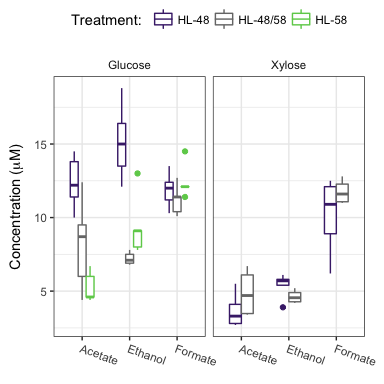 Treatment: HL-48 HL-48/58 HL-58
Glucose Xylose
Concentration (μM)
15
10
5
Acetate Ethanol Formate Acetate Ethanol Formate